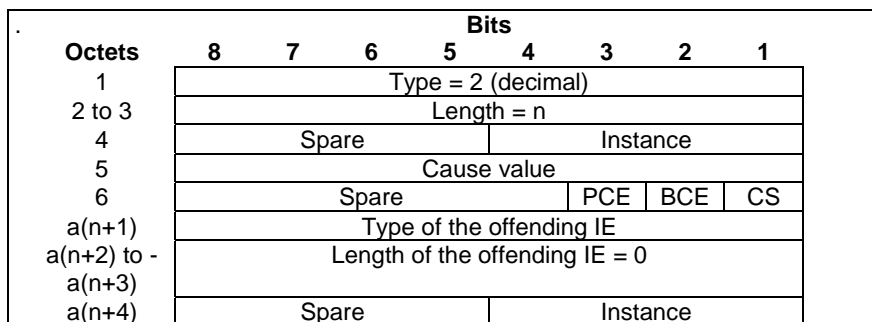 . Bits
Octets 8 7 6 5 4 3 2 1
1 Type = 2 (decimal)
2 to 3 Length = n
4 Spare Instance
5 Cause value
6 Spare PCE BCE CS
a(n+1) Type of the offending IE
a(n+2) to - Length of the offending IE = 0
a(n+3)
a(n+4) Spare Instance